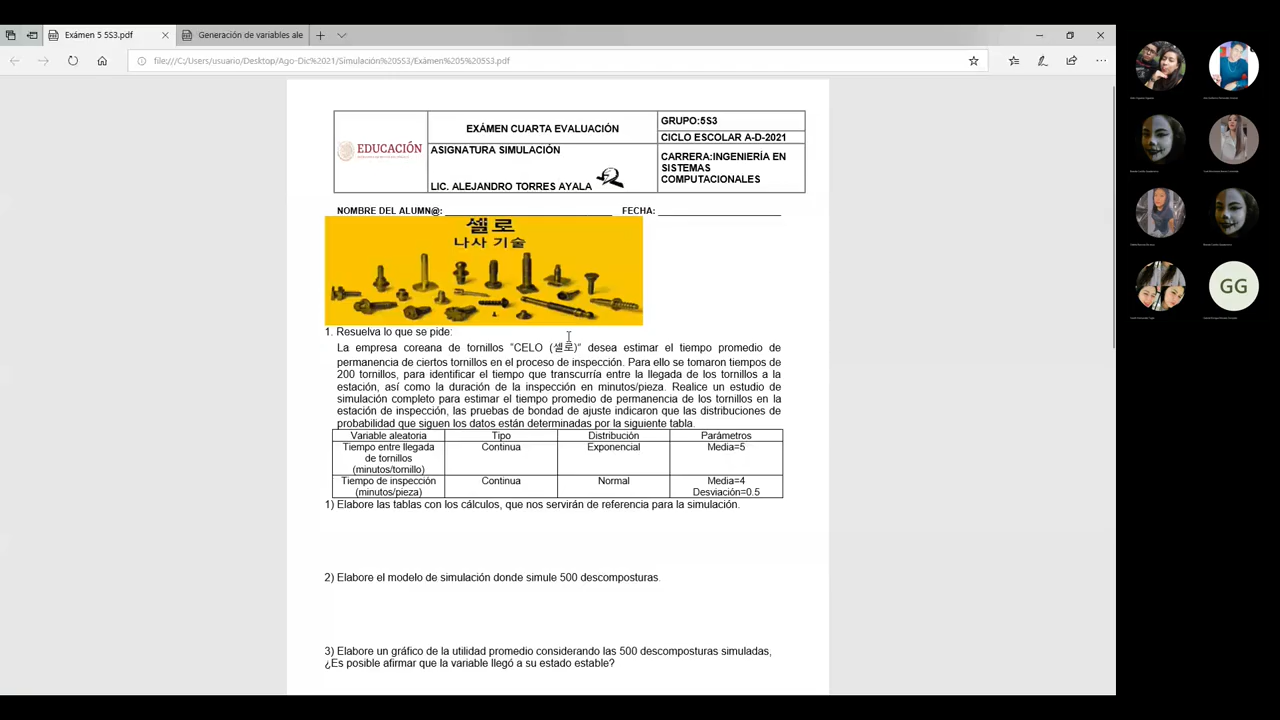 Exámen 5 5S3.pdf
Generación de variables ale
file:///C:/Users/usuario/Desktop/Ago-Dic%2021/Simulación%205S3/Exámen%205%205S3.pdf
EXÁMEN CUARTA EVALUACIÓN
GRUPO:5S3
CICLO ESCOLAR A-D-2021
EDUCACIÓN
ASIGNATURA SIMULACIÓN
LIC. ALEJANDRO TORRES AYALA
CARRERA:INGENIERÍA EN
SISTEMAS
COMPUTACIONALES
NOMBRE DEL ALUMN@: FECHA:
셀로
나사 기술
1. Resuelva lo que se pide:
La empresa coreana de tornillos "CELO (셀로)" desea estimar el tiempo promedio de
permanencia de ciertos tornillos en el proceso de inspección. Para ello se tomaron tiempos de
200 tornillos, para identificar el tiempo que transcurría entre la llegada de los tornillos a la
estación, así como la duración de la inspección en minutos/pieza. Realice un estudio de
simulación completo para estimar el tiempo promedio de permanencia de los tornillos en la
estación de inspección, las pruebas de bondad de ajuste indicaron que las distribuciones de
probabilidad que siguen los datos están determinadas por la siguiente tabla.
Variable aleatoria Tipo Distribución Parámetros
Tiempo entre llegada Continua Exponencial Media=5
de tornillos
(minutos/tornillo)
Tiempo de inspección Continua Normal Media=4
(minutos/pieza) Desviación=0.5
1) Elabore las tablas con los cálculos, que nos servirán de referencia para la simulación.
2) Elabore el modelo de simulación donde simule 500 descomposturas.
3) Elabore un gráfico de la utilidad promedio considerando las 500 descomposturas simuladas,
¿Es posible afirmar que la variable llegó a su estado estable?
GG